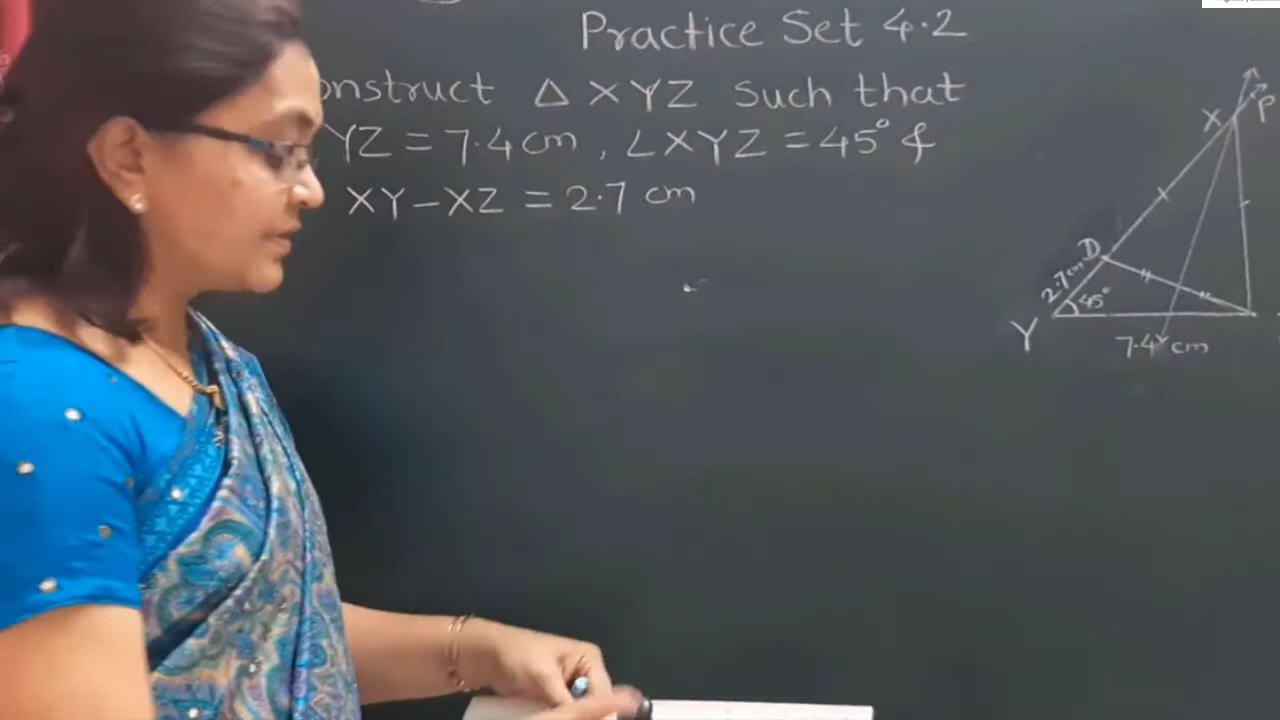 Practice Set 4.2
onstruct △ XYZ such that
YZ = 7.4 cm, ∠XYZ = 45° &
XY – XZ = 2.7 cm
X P
D
2.7 cm 45°
Y
7.4 cm